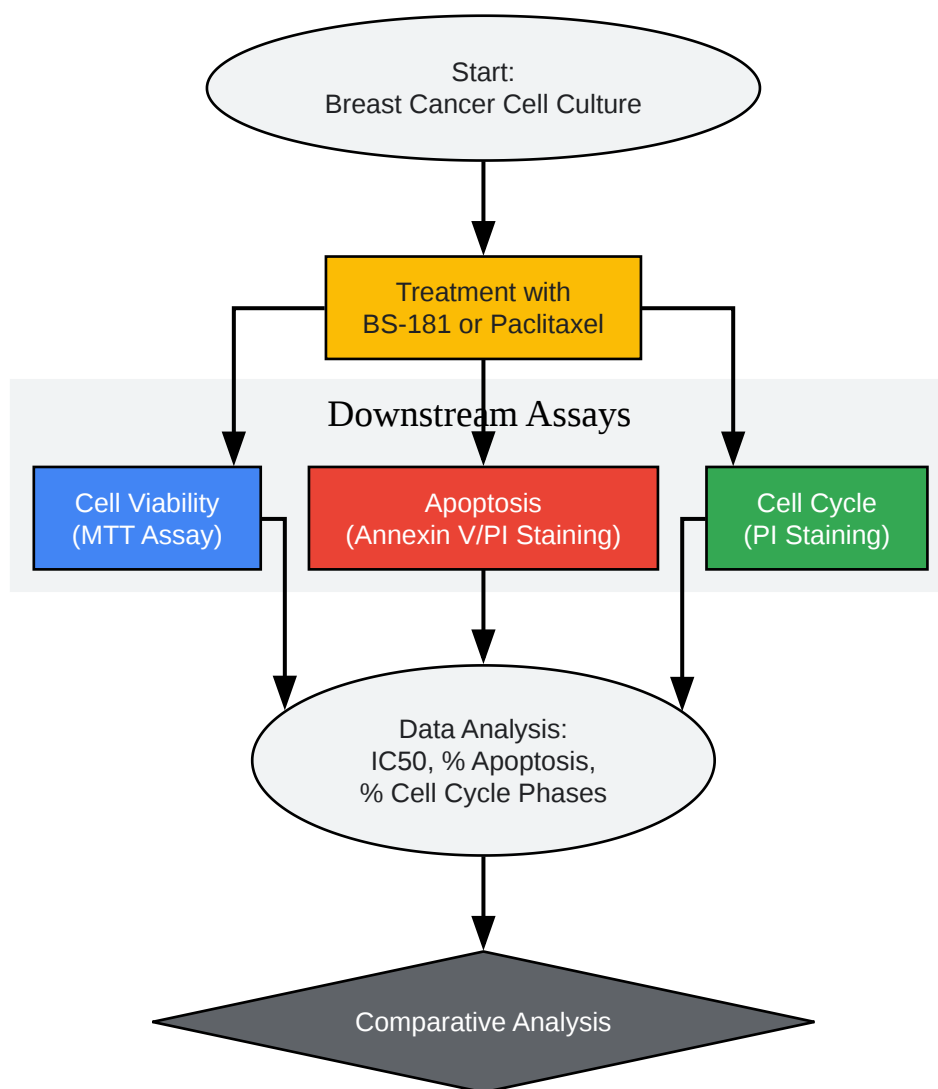 Start:
Breast Cancer Cell Culture
Treatment with
BS-181 or Paclitaxel
Downstream Assays
Cell Viability
(MTT Assay)
Apoptosis
(Annexin V/PI Staining)
Cell Cycle
(PI Staining)
Data Analysis:
IC50, % Apoptosis,
% Cell Cycle Phases
Comparative Analysis